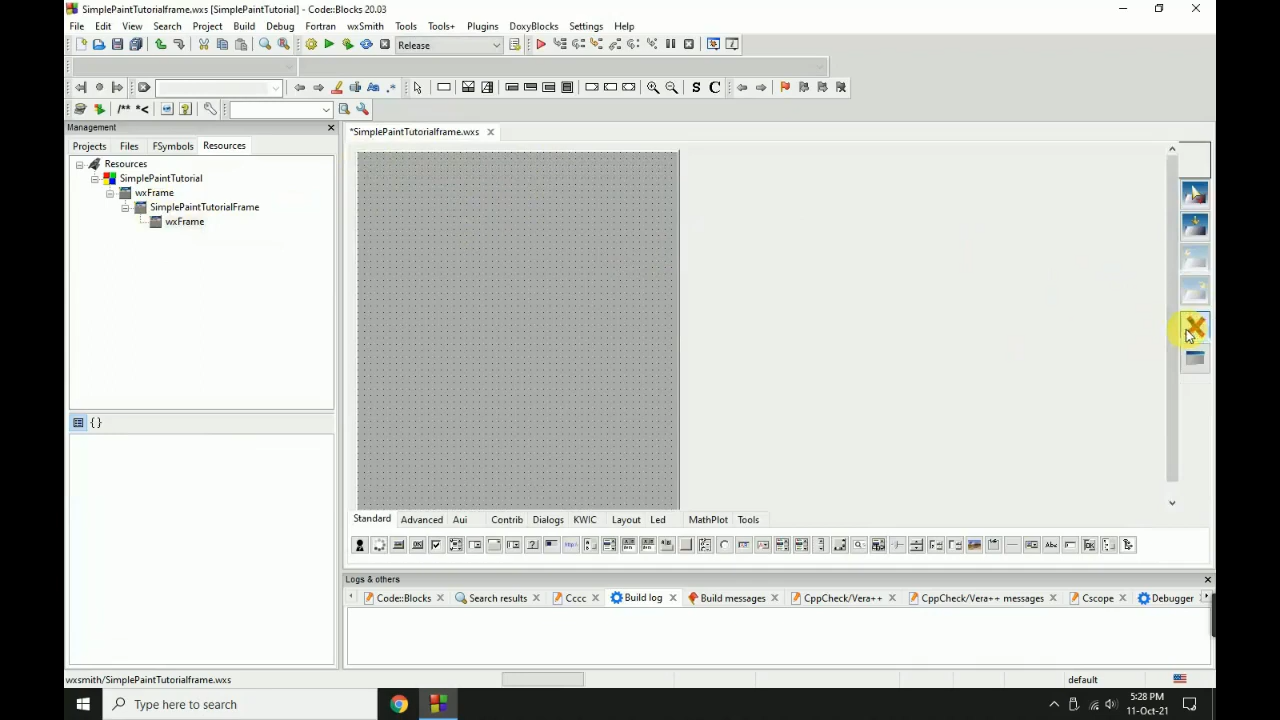 SimplePaintTutorialframe.wxs [SimplePaintTutorial] - Code::Blocks 20.03
File Edit View Search Project Build Debug Fortran wxSmith Tools Tools+ Plugins DoxyBlocks Settings Help
Release
S C
/** *<
Management
*SimplePaintTutorialframe.wxs
Projects Files FSymbols Resources
Resources
SimplePaintTutorial
wxFrame
SimplePaintTutorialFrame
wxFrame
{}
Standard Advanced Aui Contrib Dialogs KWIC Layout Led MathPlot Tools
Logs & others
Code::Blocks Search results Cccc Build log Build messages CppCheck/Vera++ CppCheck/Vera++ messages Cscope Debugger
wxsmith/SimplePaintTutorialframe.wxs default
Type here to search
5:28 PM
11-Oct-21